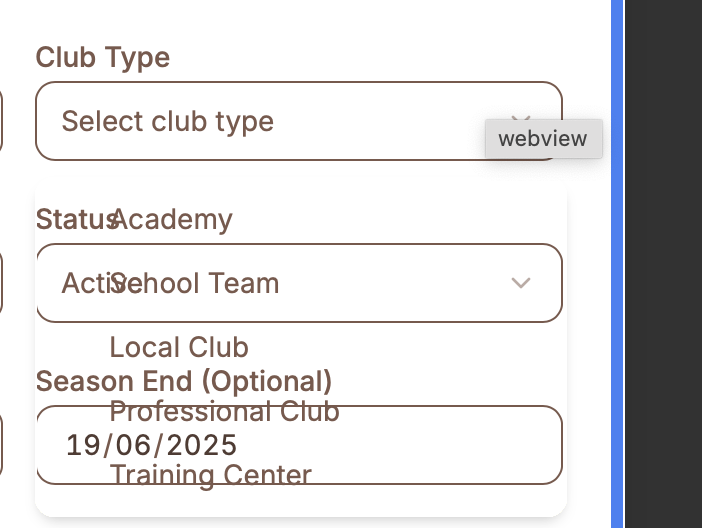 Club Type
Select club type
webview
Status
Academy
Active
School Team
Local Club
Season End (Optional)
Professional Club
19/06/2025
Training Center